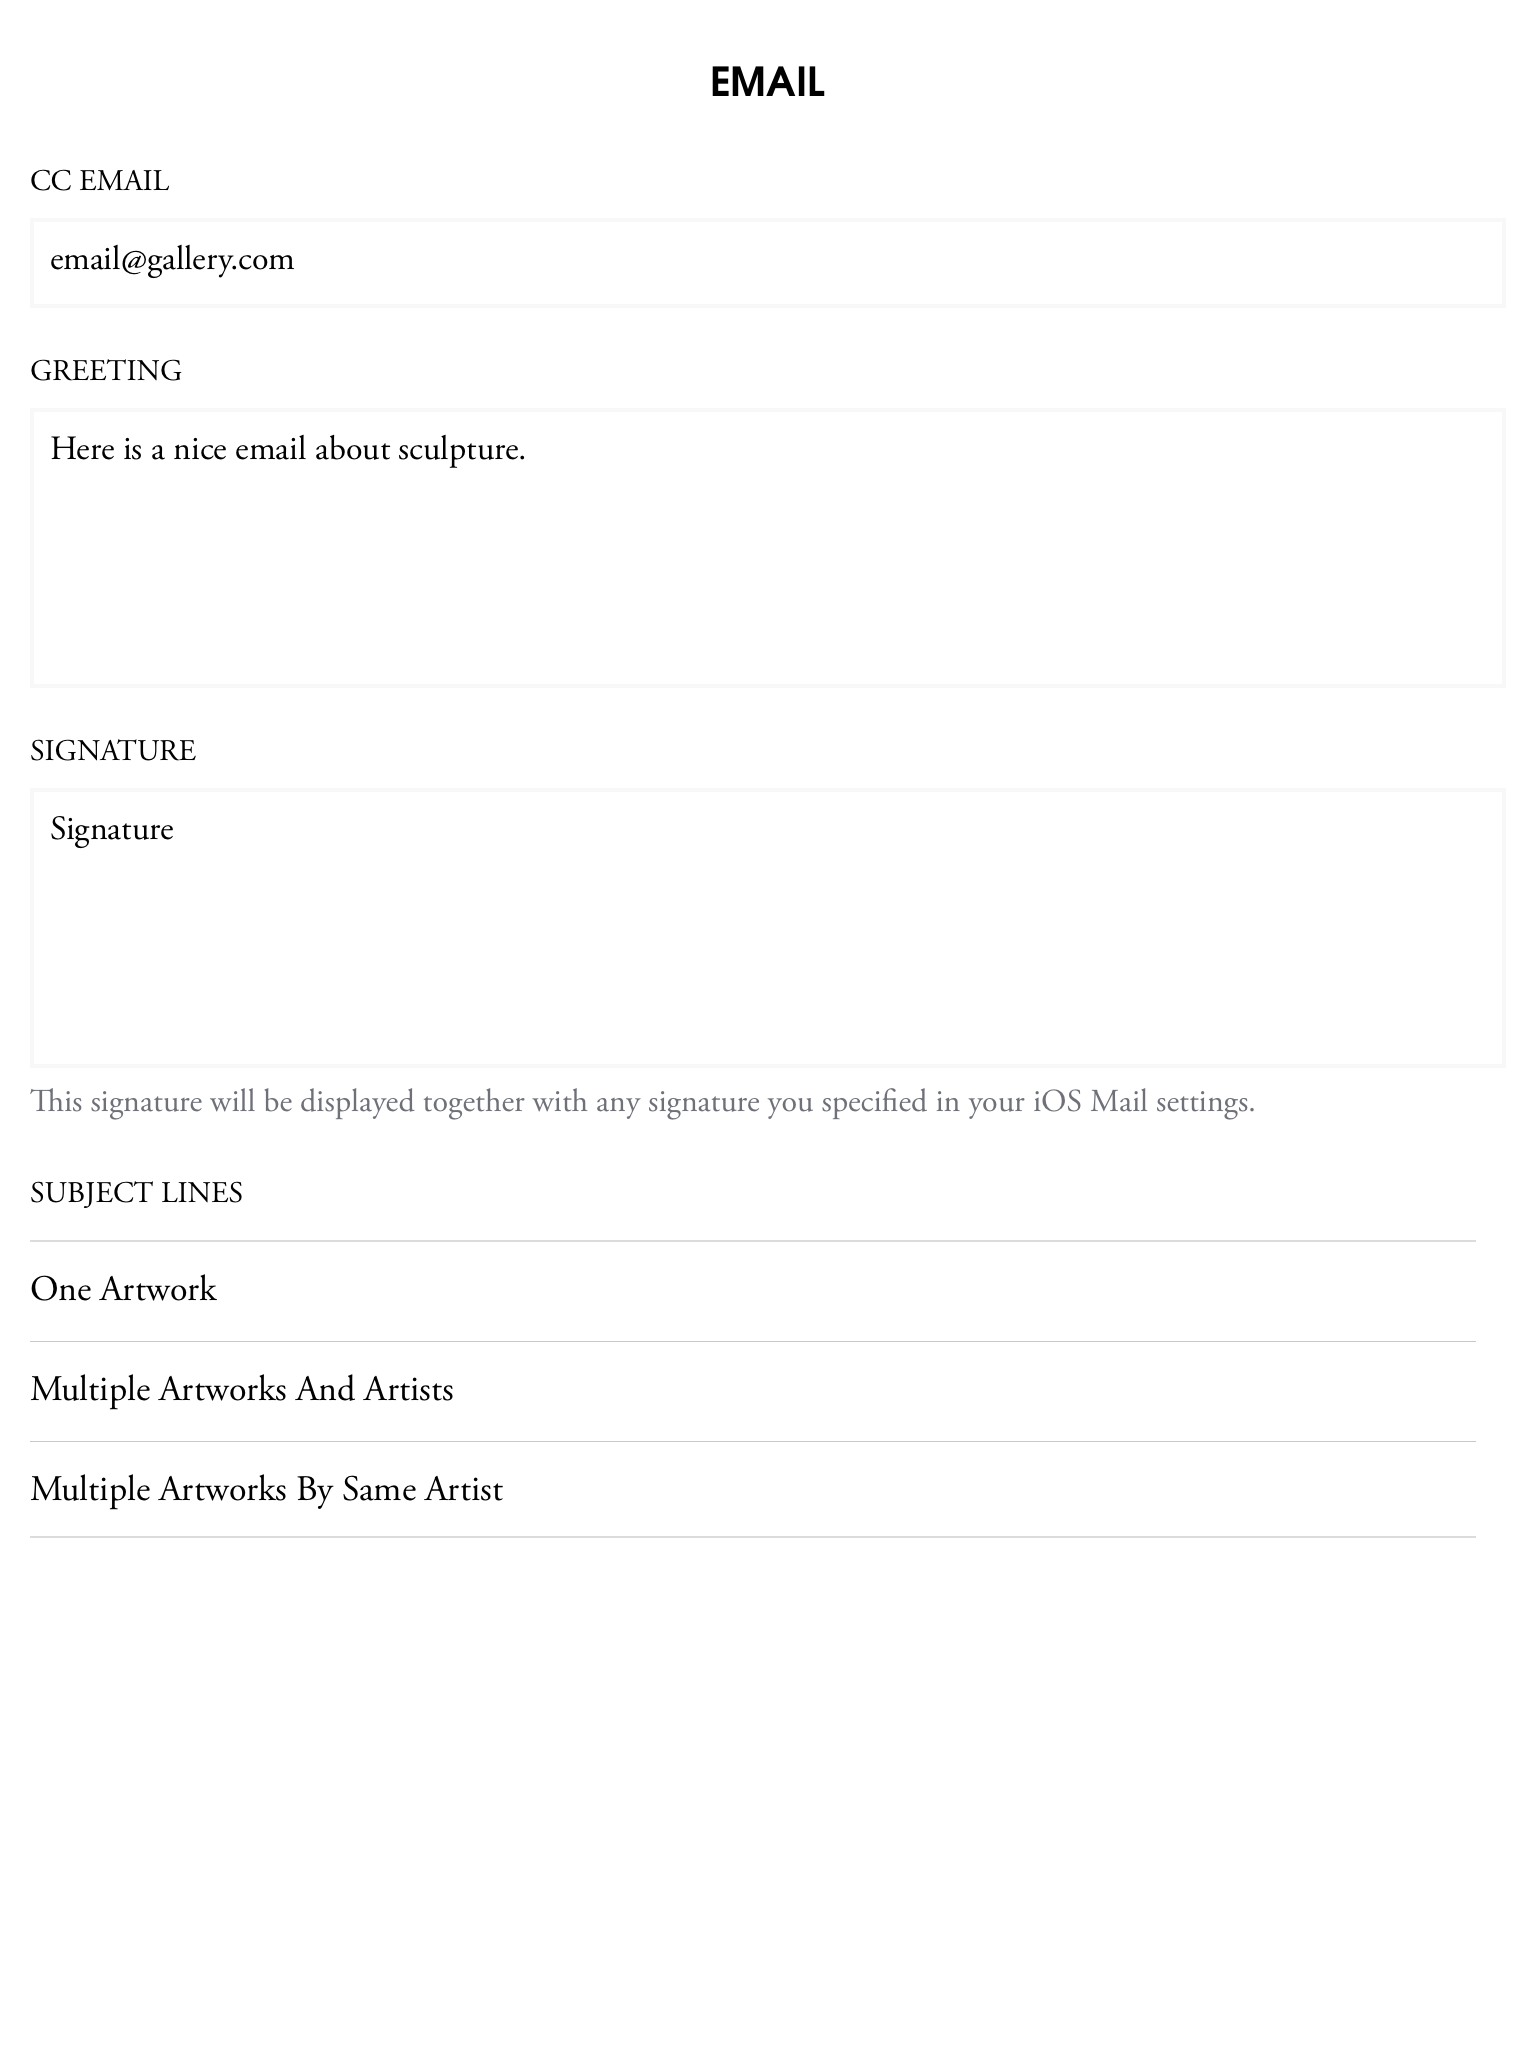 EMAIL
CC EMAIL
email@gallery.com
GREETING
Here is a nice email about sculpture.
SIGNATURE
Signature
This signature will be displayed together with any signature you specified in your iOS Mail settings.
SUBJECT LINES
One Artwork
Multiple Artworks And Artists
Multiple Artworks By Same Artist